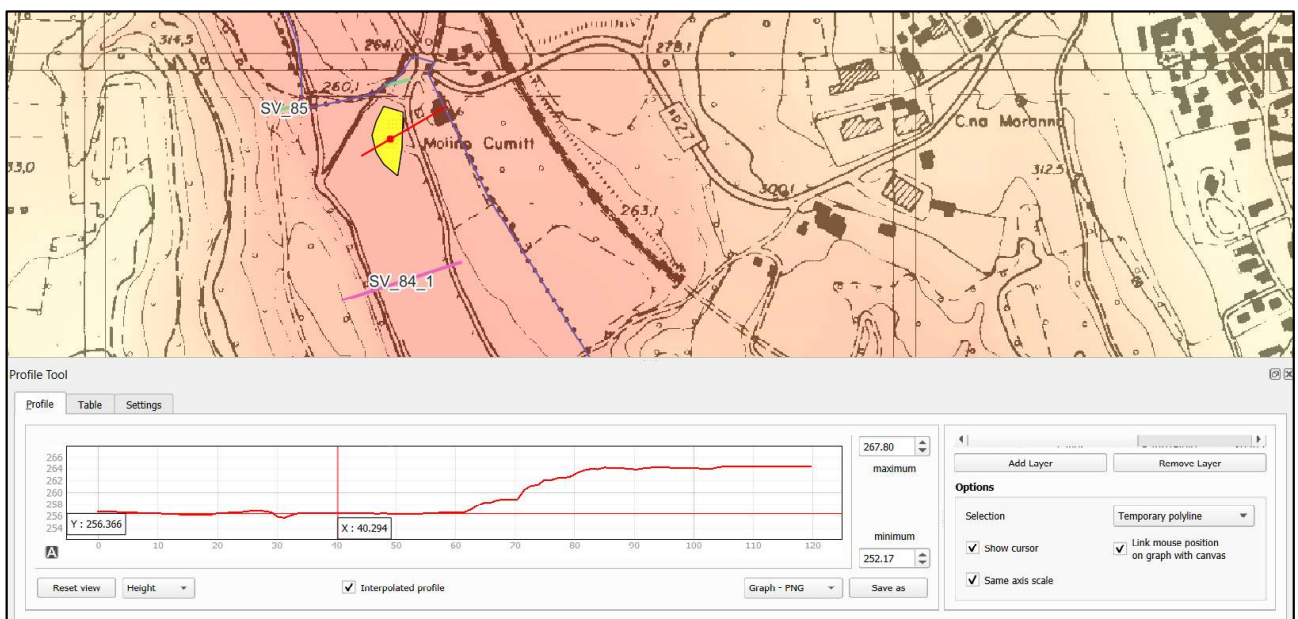 314,5
264,0
278,1
260,1
SV_85
C.na Moranna
Molino Cumitt
33,0
312,5
300,1
263,1
SV_84_1
Profile Tool
Profile Table Settings
266
264
262
260
258
256
254
Y : 256.366
X : 40.294
0 10 20 30 40 50 60 70 80 90 100 110 120
267.80
maximum
minimum
252.17
Reset view Height Interpolated profile Graph - PNG Save as
Add Layer Remove Layer
Options
Selection Temporary polyline
Show cursor Link mouse position
on graph with canvas
Same axis scale